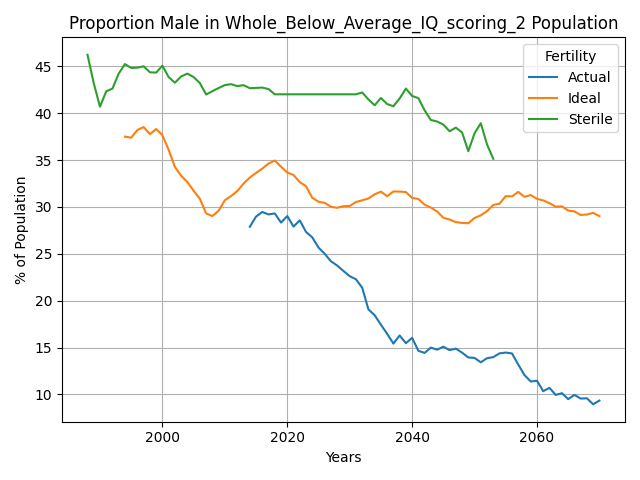 Proportion Male in Whole_Below_Average_IQ_scoring_2 Population
Fertility
Actual
Ideal
Sterile
% of Population
45
40
35
30
25
20
15
10
2000 2020 2040 2060
Years